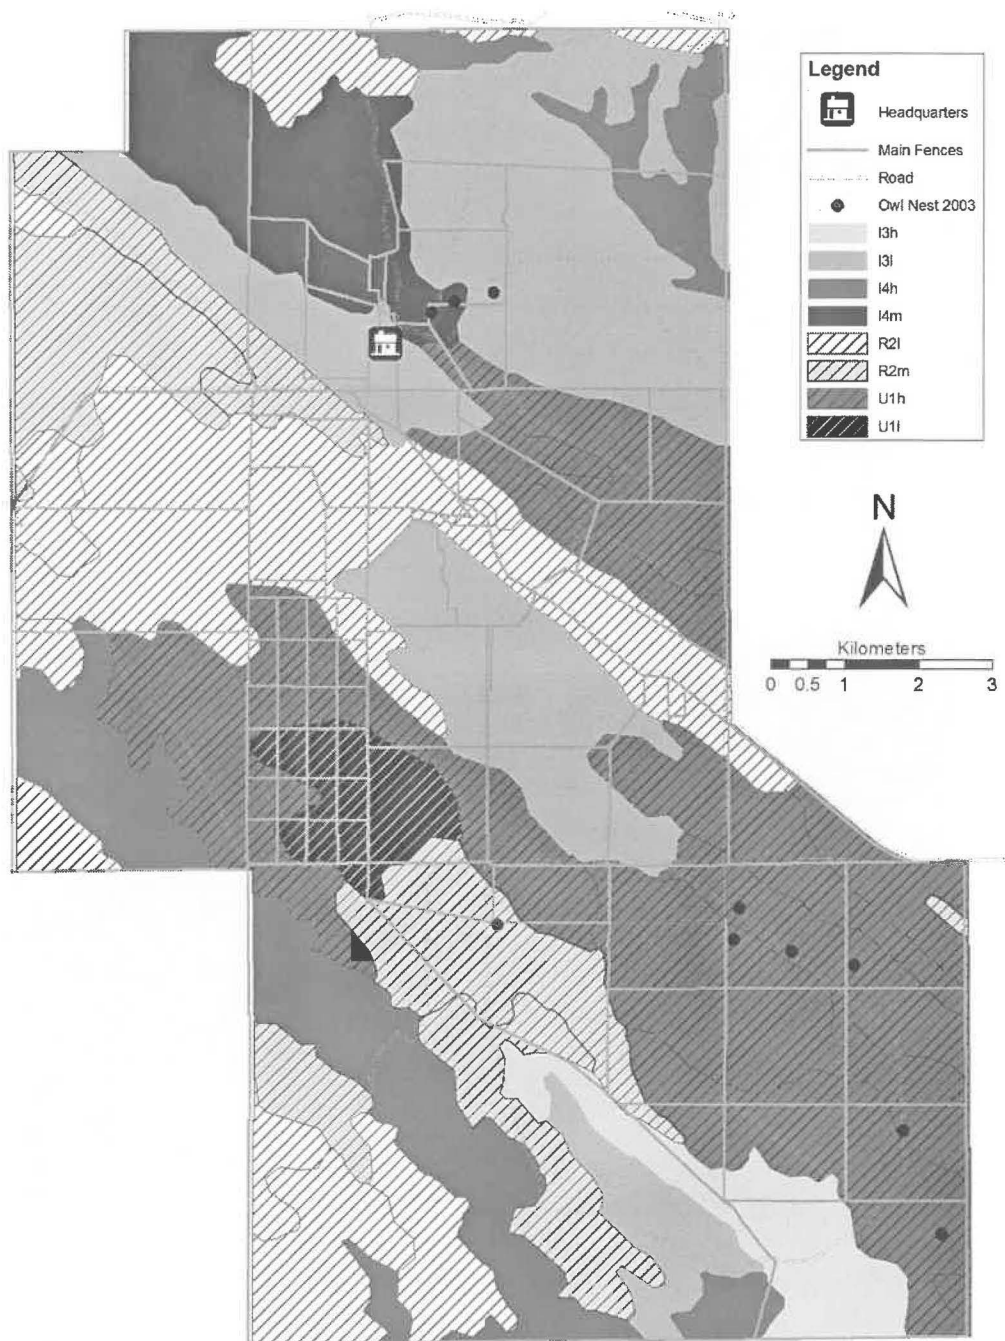 Legend
Headquarters
Main Fences
Road
Owl Nest 2003
I3h
I3l
I4h
I4m
R2l
R2m
U1h
U1l
N
Kilometers
0 0.5 1 2 3